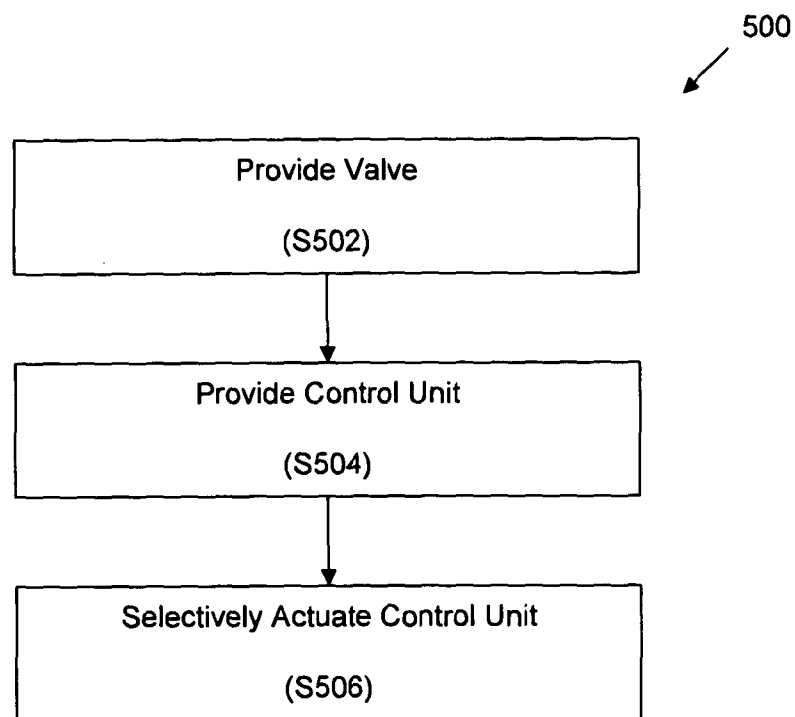 500
Provide Valve
(S502)
Provide Control Unit
(S504)
Selectively Actuate Control Unit
(S506)